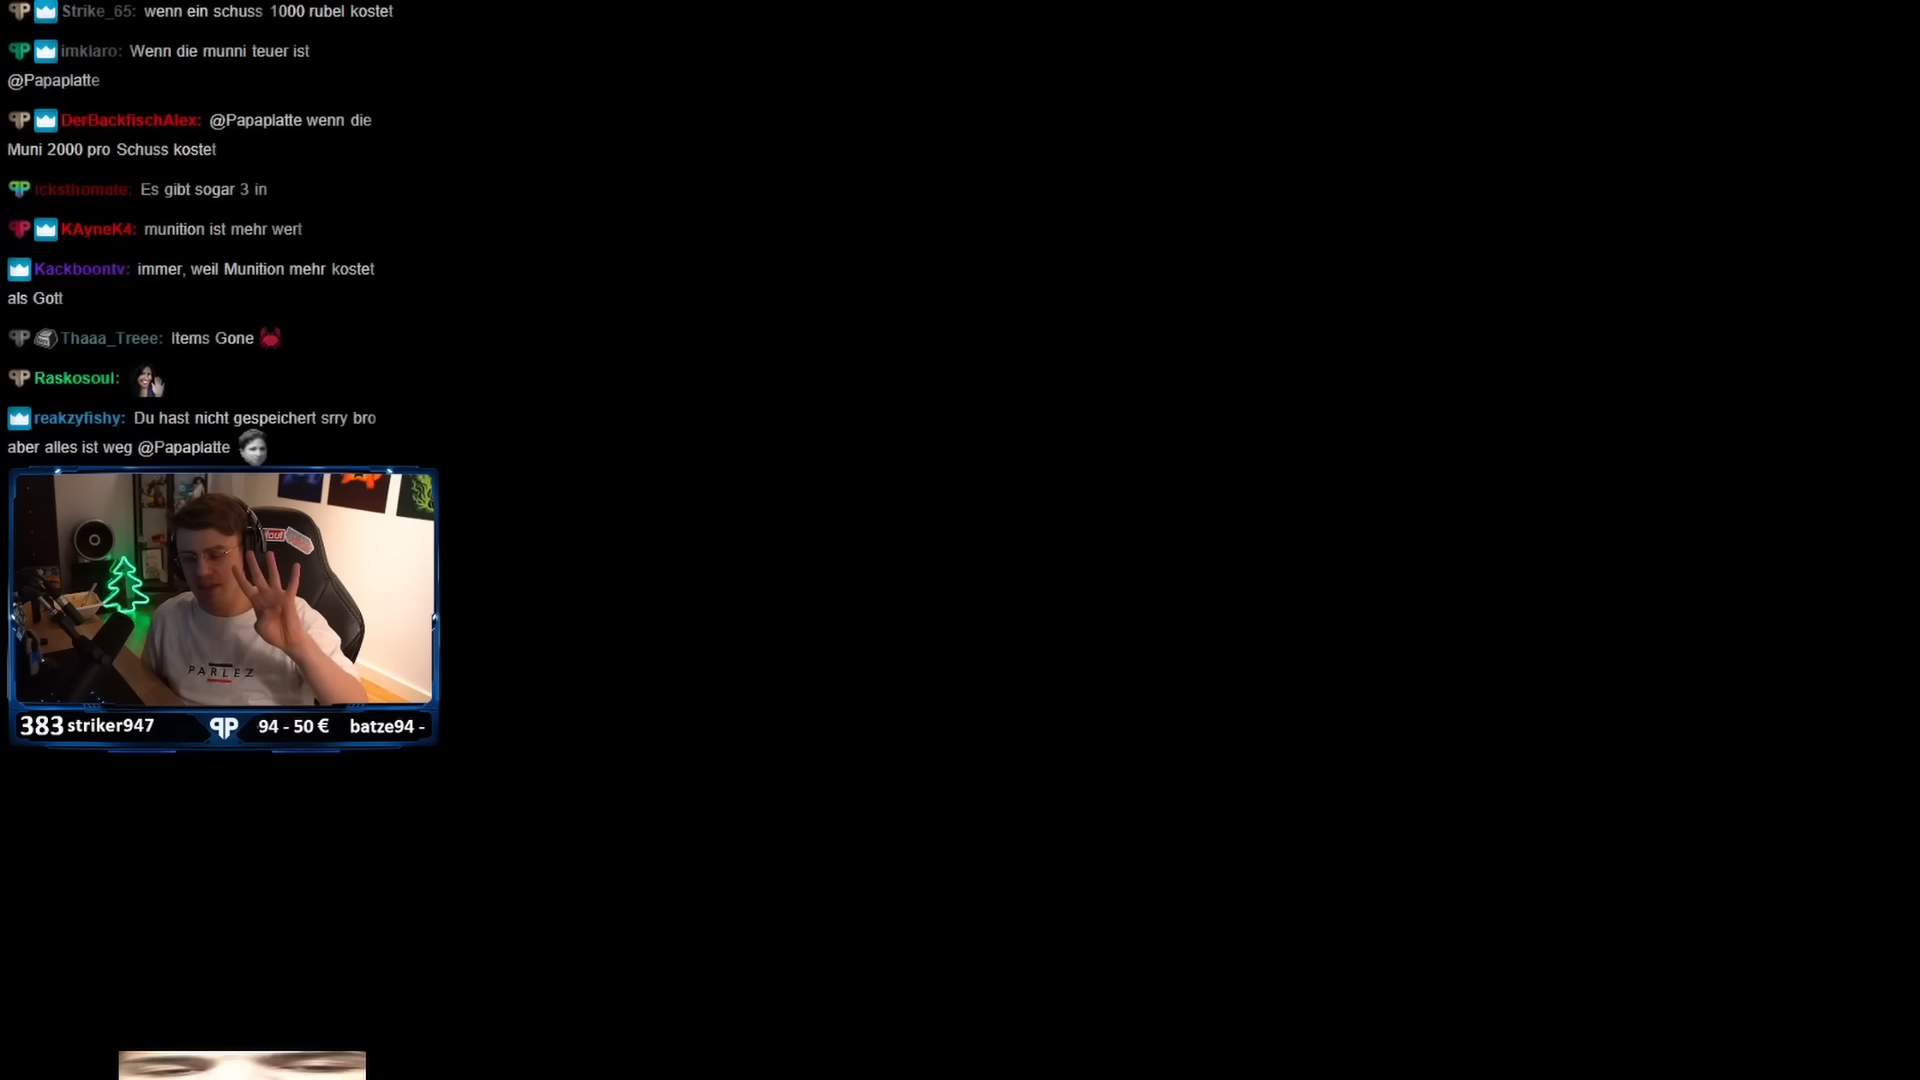 Strike_65: wenn ein schuss 1000 rubel kostet
imklaro: Wenn die munni teuer ist
@Papaplatte
DerBackfischAlex: @Papaplatte wenn die
Muni 2000 pro Schuss kostet
icksthomate: Es gibt sogar 3 in
KAyneK4: munition ist mehr wert
Kackboontv: immer, weil Munition mehr kostet
als Gott
Thaaa_Treee: Items Gone
Raskosoul:
reakzyfishy: Du hast nicht gespeichert srry bro
aber alles ist weg @Papaplatte
PARLEZ
383 striker947 PP 94 - 50 € batze94 -